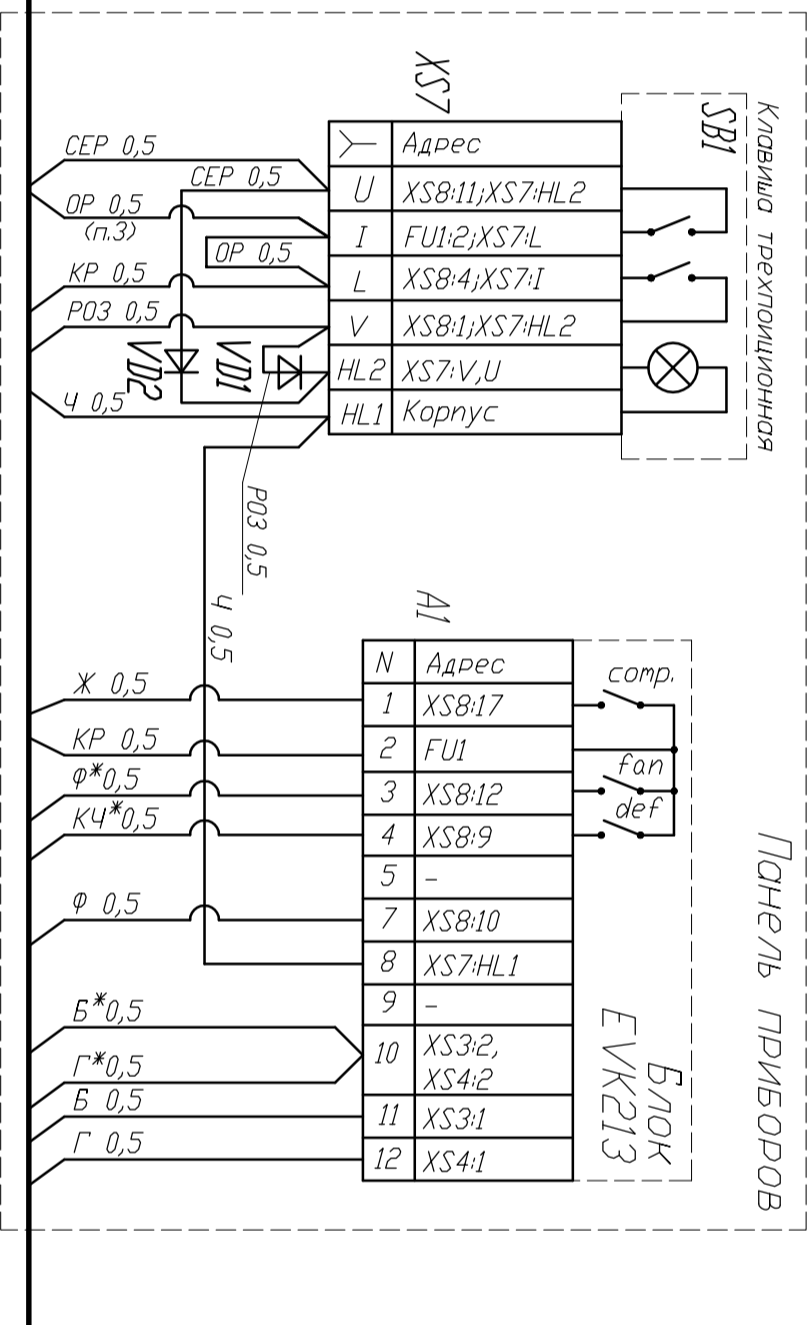 Клавиша трехпоиционная
SB1
XS7
Адрес
U XS8:11;XS7:HL2
I FU1:2;XS7:L
L XS8:4;XS7:I
V XS8:1;XS7:HL2
HL2 XS7:V,U
HL1 Корпус
СЕР 0,5
СЕР 0,5
ОР 0,5
(п.3)
ОР 0,5
КР 0,5
РОЗ 0,5
VD2
VD1
Ч 0,5
РОЗ 0,5
Ч 0,5
Панель приборов
Блок
EVK213
A1
N Адрес
1 XS8:17
2 FU1
3 XS8:12
4 XS8:9
5 -
7 XS8:10
8 XS7:HL1
9 -
10 XS3:2,
XS4:2
11 XS3:1
12 XS4:1
comp.
fan
def
Ж 0,5
КР 0,5
Ф*0,5
КЧ*0,5
Ф 0,5
Б*0,5
Г*0,5
Б 0,5
Г 0,5